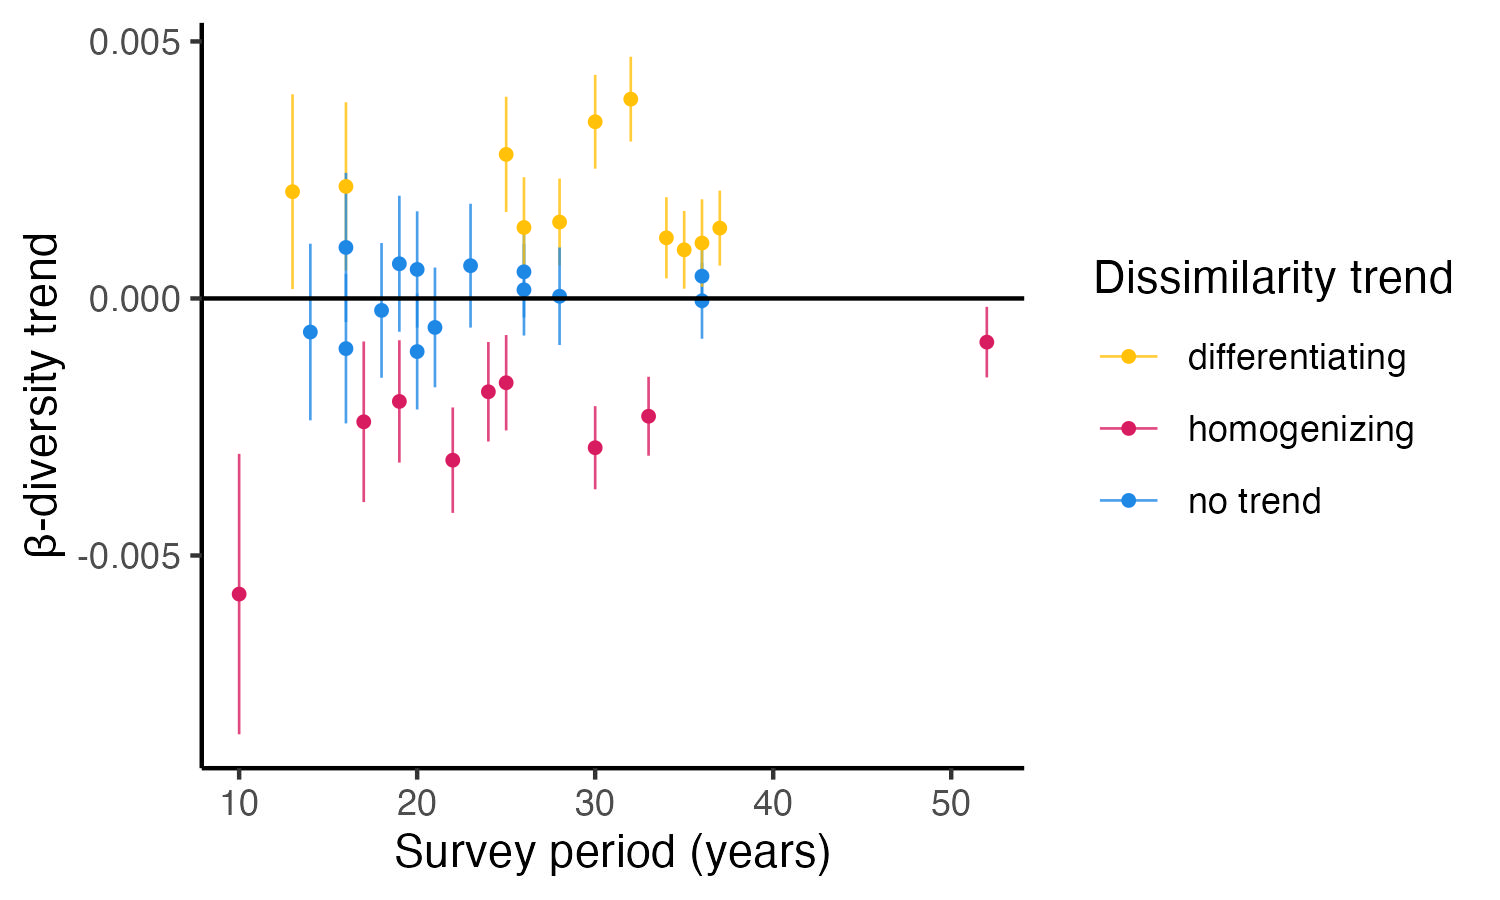 0.005
0.000
-0.005
β-diversity trend
10 20 30 40 50
Survey period (years)
Dissimilarity trend
differentiating
homogenizing
no trend